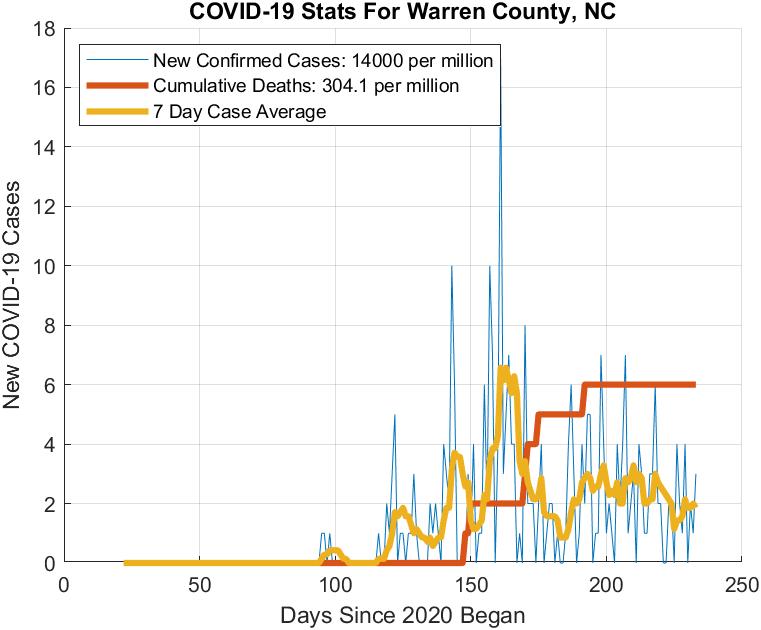 COVID-19 Stats For Warren County, NC
18
16
14
12
10
8
6
4
2
0
New COVID-19 Cases
New Confirmed Cases: 14000 per million
Cumulative Deaths: 304.1 per million
7 Day Case Average
0
50
100
150
200
250
Days Since 2020 Began